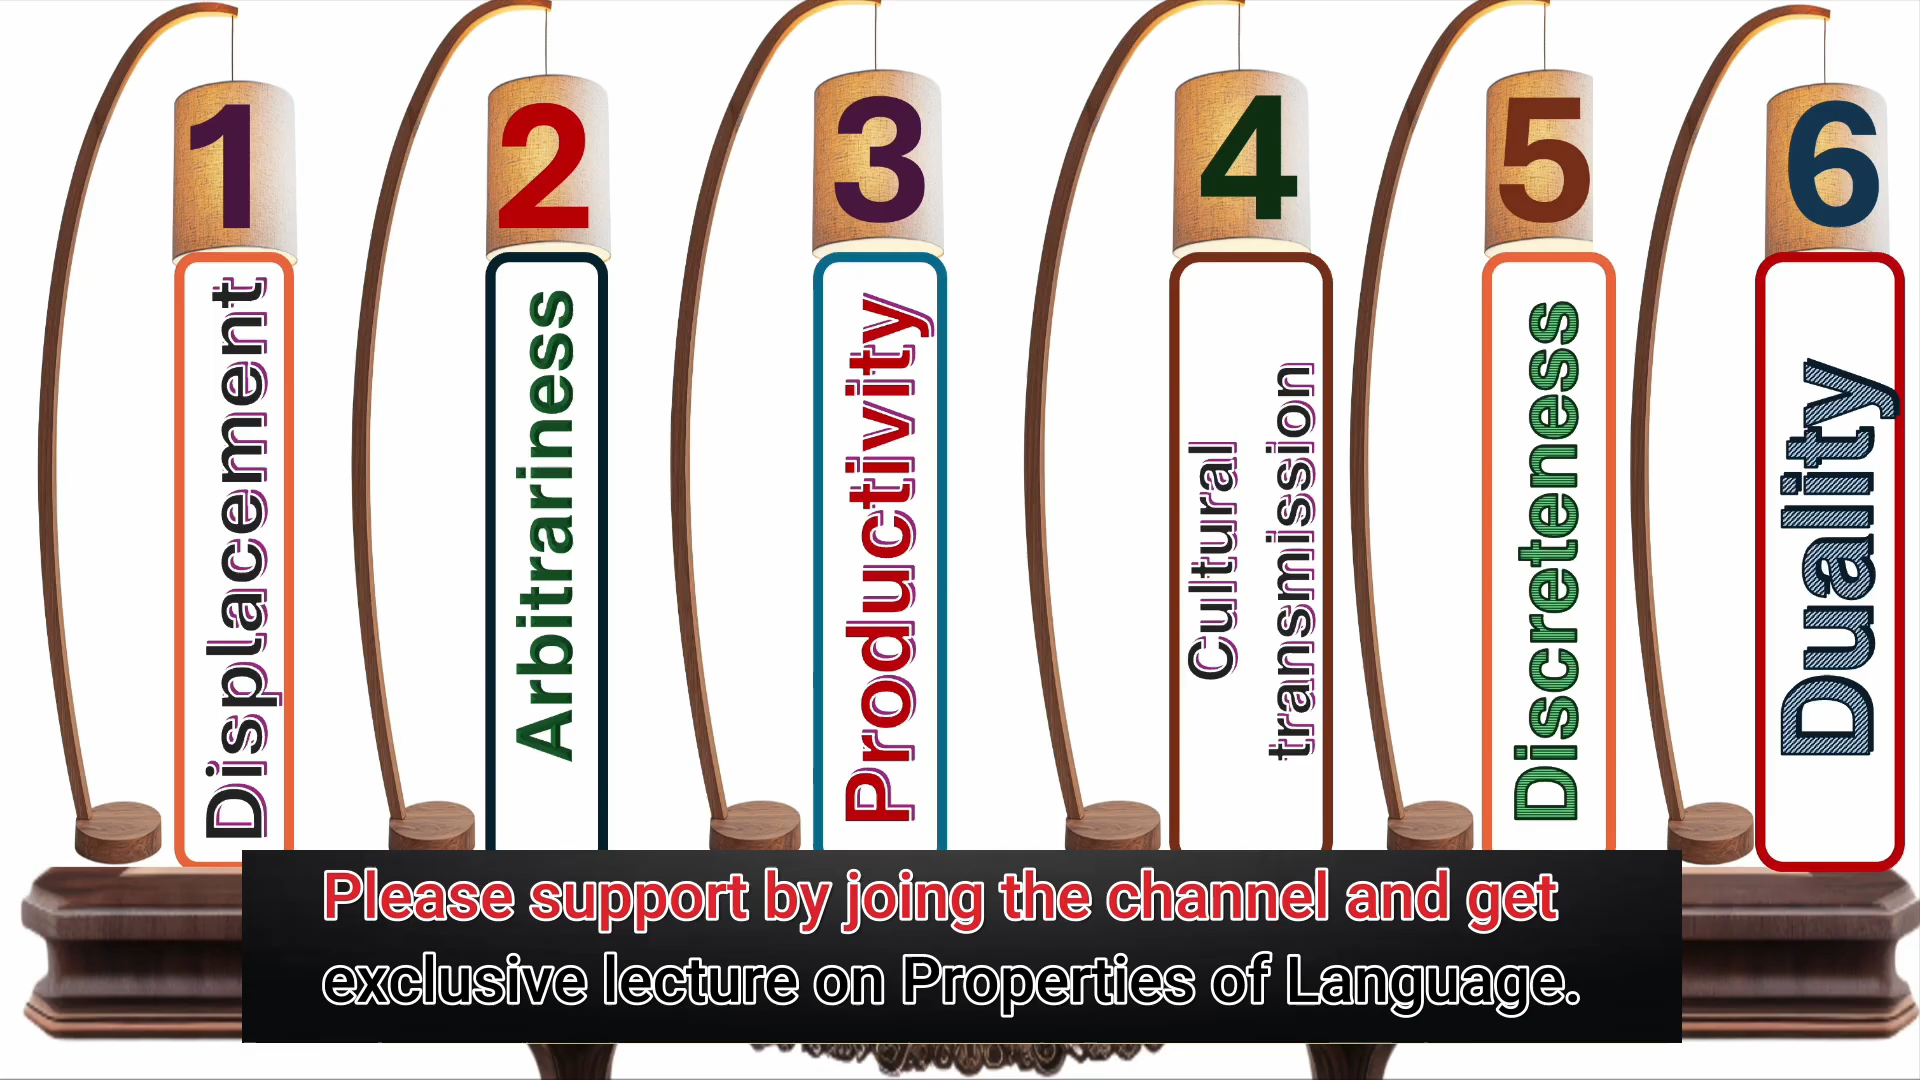 1
Displacement
2
Arbitrariness
3
Productivity
4
Cultural
transmission
5
Discreteness
6
Duality
Please support by joing the channel and get
exclusive lecture on Properties of Language.